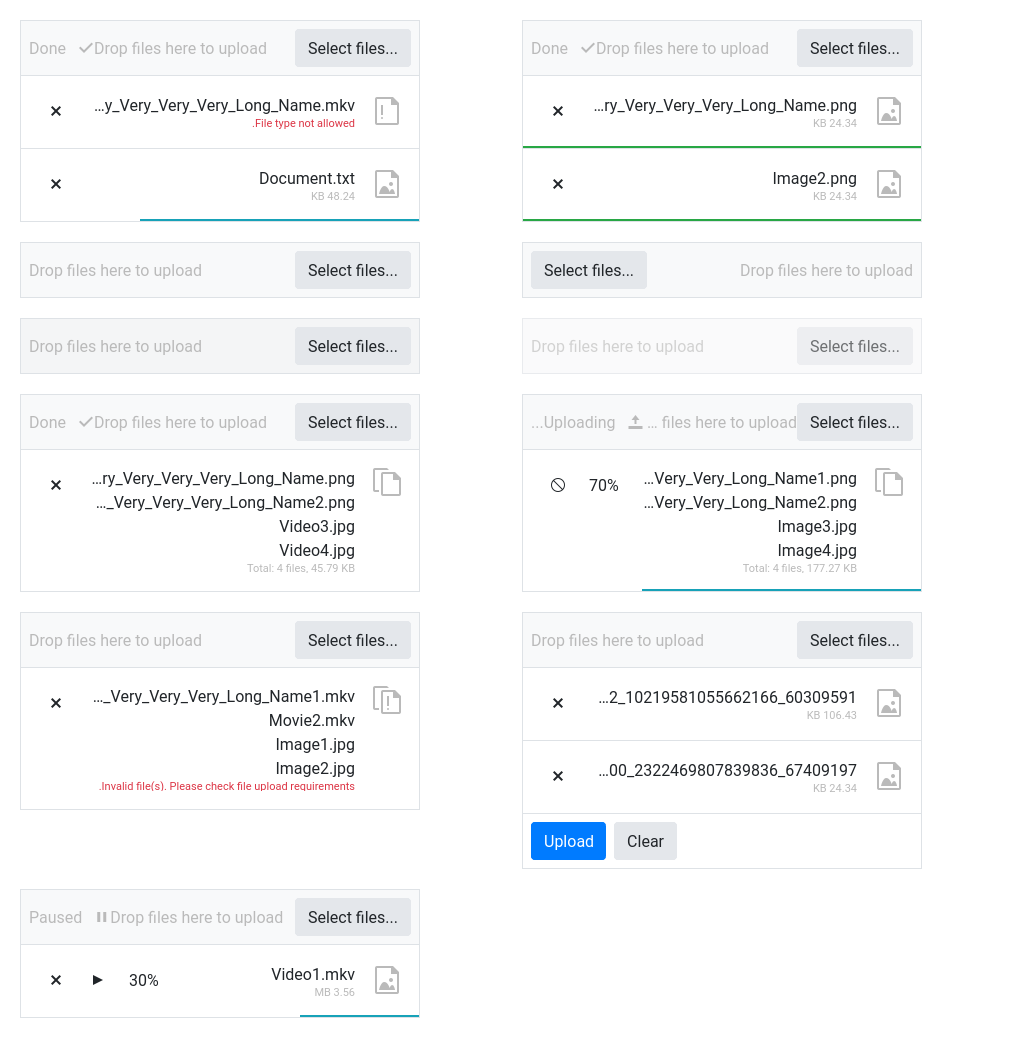 Done Drop files here to upload Select files...
...y_Very_Very_Very_Long_Name.mkv
.File type not allowed
Document.txt
KB 48.24
Done Drop files here to upload Select files...
...ry_Very_Very_Very_Long_Name.png
KB 24.34
Image2.png
KB 24.34
Drop files here to upload Select files...
Select files... Drop files here to upload
Drop files here to upload Select files...
Drop files here to upload Select files...
Done Drop files here to upload Select files...
...ry_Very_Very_Very_Long_Name.png
..._Very_Very_Very_Long_Name2.png
Video3.jpg
Video4.jpg
Total: 4 files, 45.79 KB
...Uploading ... files here to upload Select files...
70% ...Very_Very_Long_Name1.png
...Very_Very_Long_Name2.png
Image3.jpg
Image4.jpg
Total: 4 files, 177.27 KB
Drop files here to upload Select files...
..._Very_Very_Very_Long_Name1.mkv
Movie2.mkv
Image1.jpg
Image2.jpg
.Invalid file(s). Please check file upload requirements
Drop files here to upload Select files...
...2_10219581055662166_60309591
KB 106.43
...00_2322469807839836_67409197
KB 24.34
Upload Clear
Paused Drop files here to upload Select files...
30% Video1.mkv
MB 3.56